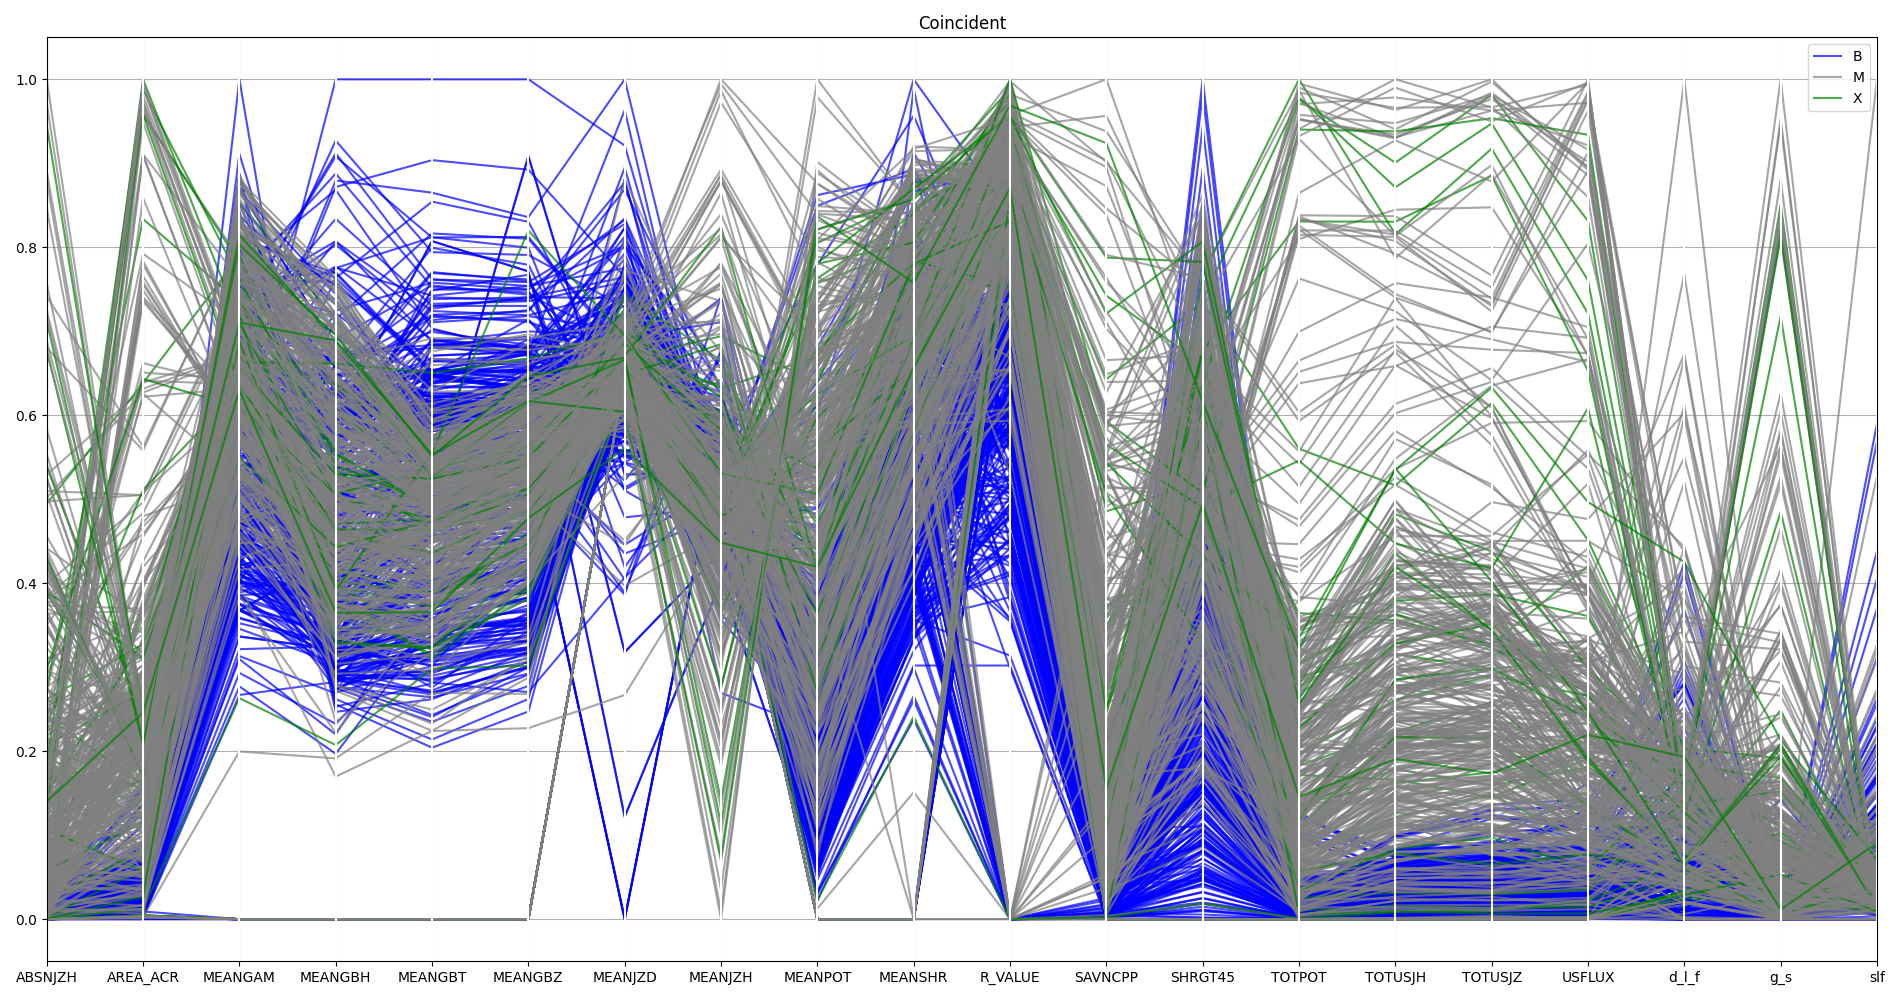 Coincident
B
M
X
1.0
0.8
0.6
0.4
0.2
0.0
ABSNJZH AREA_ACR MEANGAM MEANGBH MEANGBT MEANGBZ MEANJZD MEANJZH MEANPOT MEANSHR R_VALUE SAVNCPP SHRGT45 TOTPOT TOTUSJH TOTUSJZ USFLUX d_l_f g_s slf